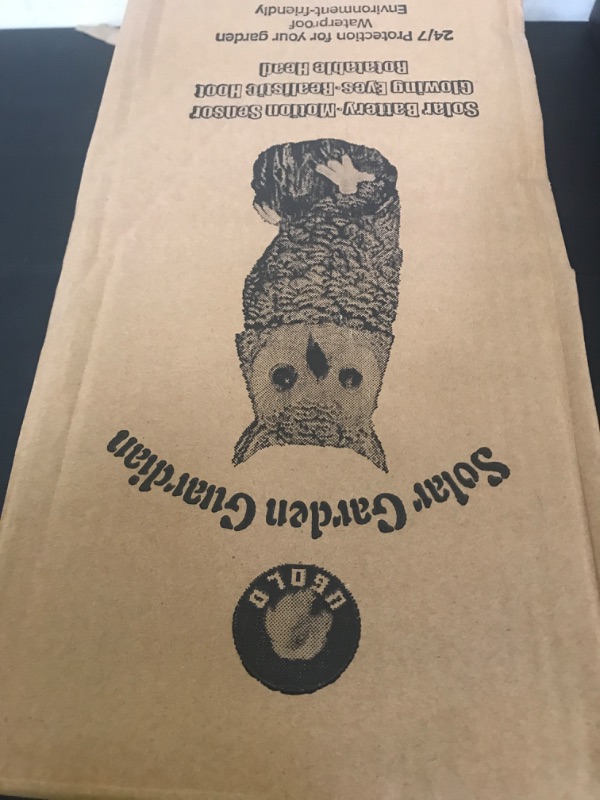 Solar Garden Guardian
Solar Battery·Motion Sensor
Glowing Eyes·Realistic Hoot
Rotatable Head
24/7 Protection for your garden
Waterproof
Environment-friendly